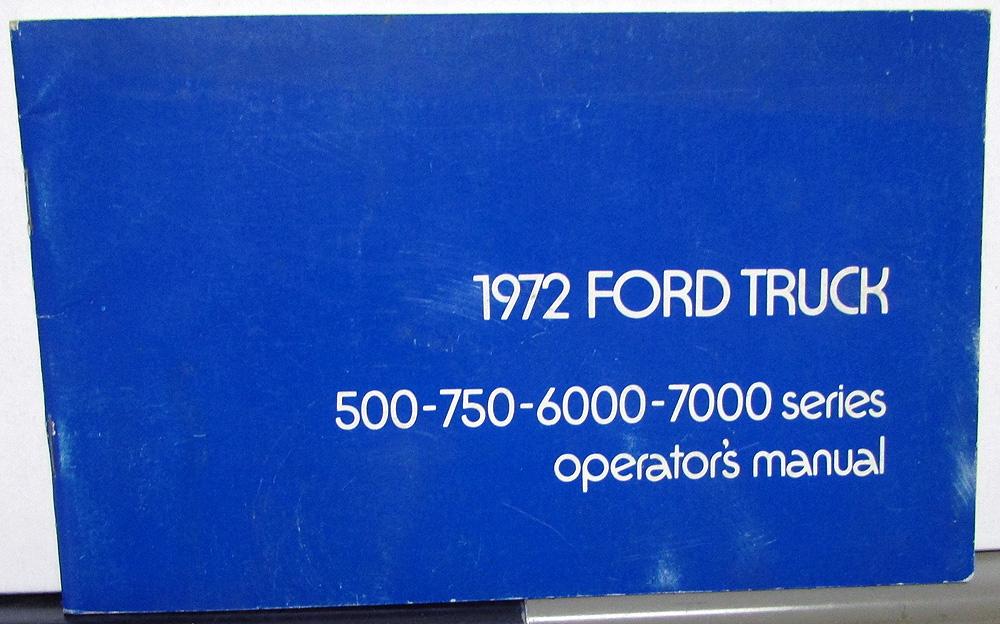 1972 FORD TRUCK
500-750-6000-7000 series
operator's manual